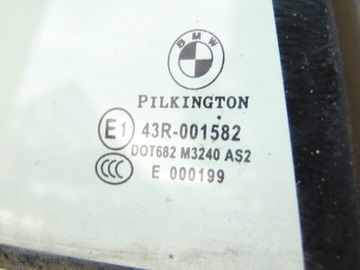 BMW
PILKINGTON
E1 43R-001582
DOT682 M3240 AS2
CCC E 000199